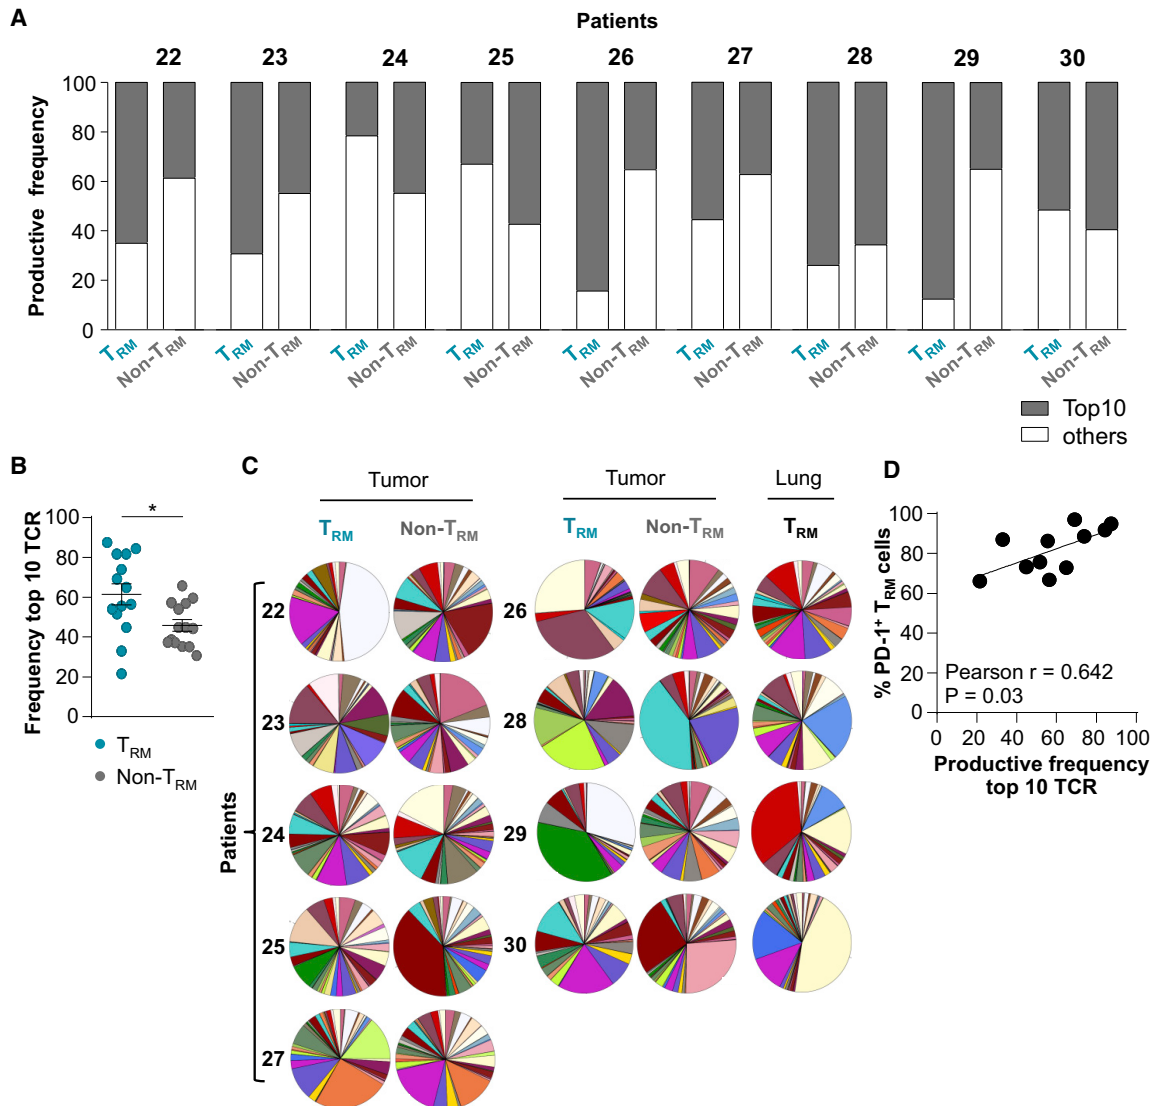 A
Patients
22 23 24 25 26 27 28 29 30
Productive frequency
100
80
60
40
20
0
TRM Non-TRM TRM Non-TRM TRM Non-TRM TRM Non-TRM TRM Non-TRM TRM Non-TRM TRM Non-TRM TRM Non-TRM TRM Non-TRM
Top10
others
B
Frequency top 10 TCR
100
80
60
40
20
0
*
TRM
Non-TRM
C
Tumor Tumor Lung
TRM Non-TRM TRM Non-TRM TRM
Patients
22 26
23 28
24 29
25 30
27
D
% PD-1+ TRM cells
100
80
60
40
20
0
Pearson r = 0.642
P = 0.03
0 20 40 60 80 100
Productive frequency
top 10 TCR